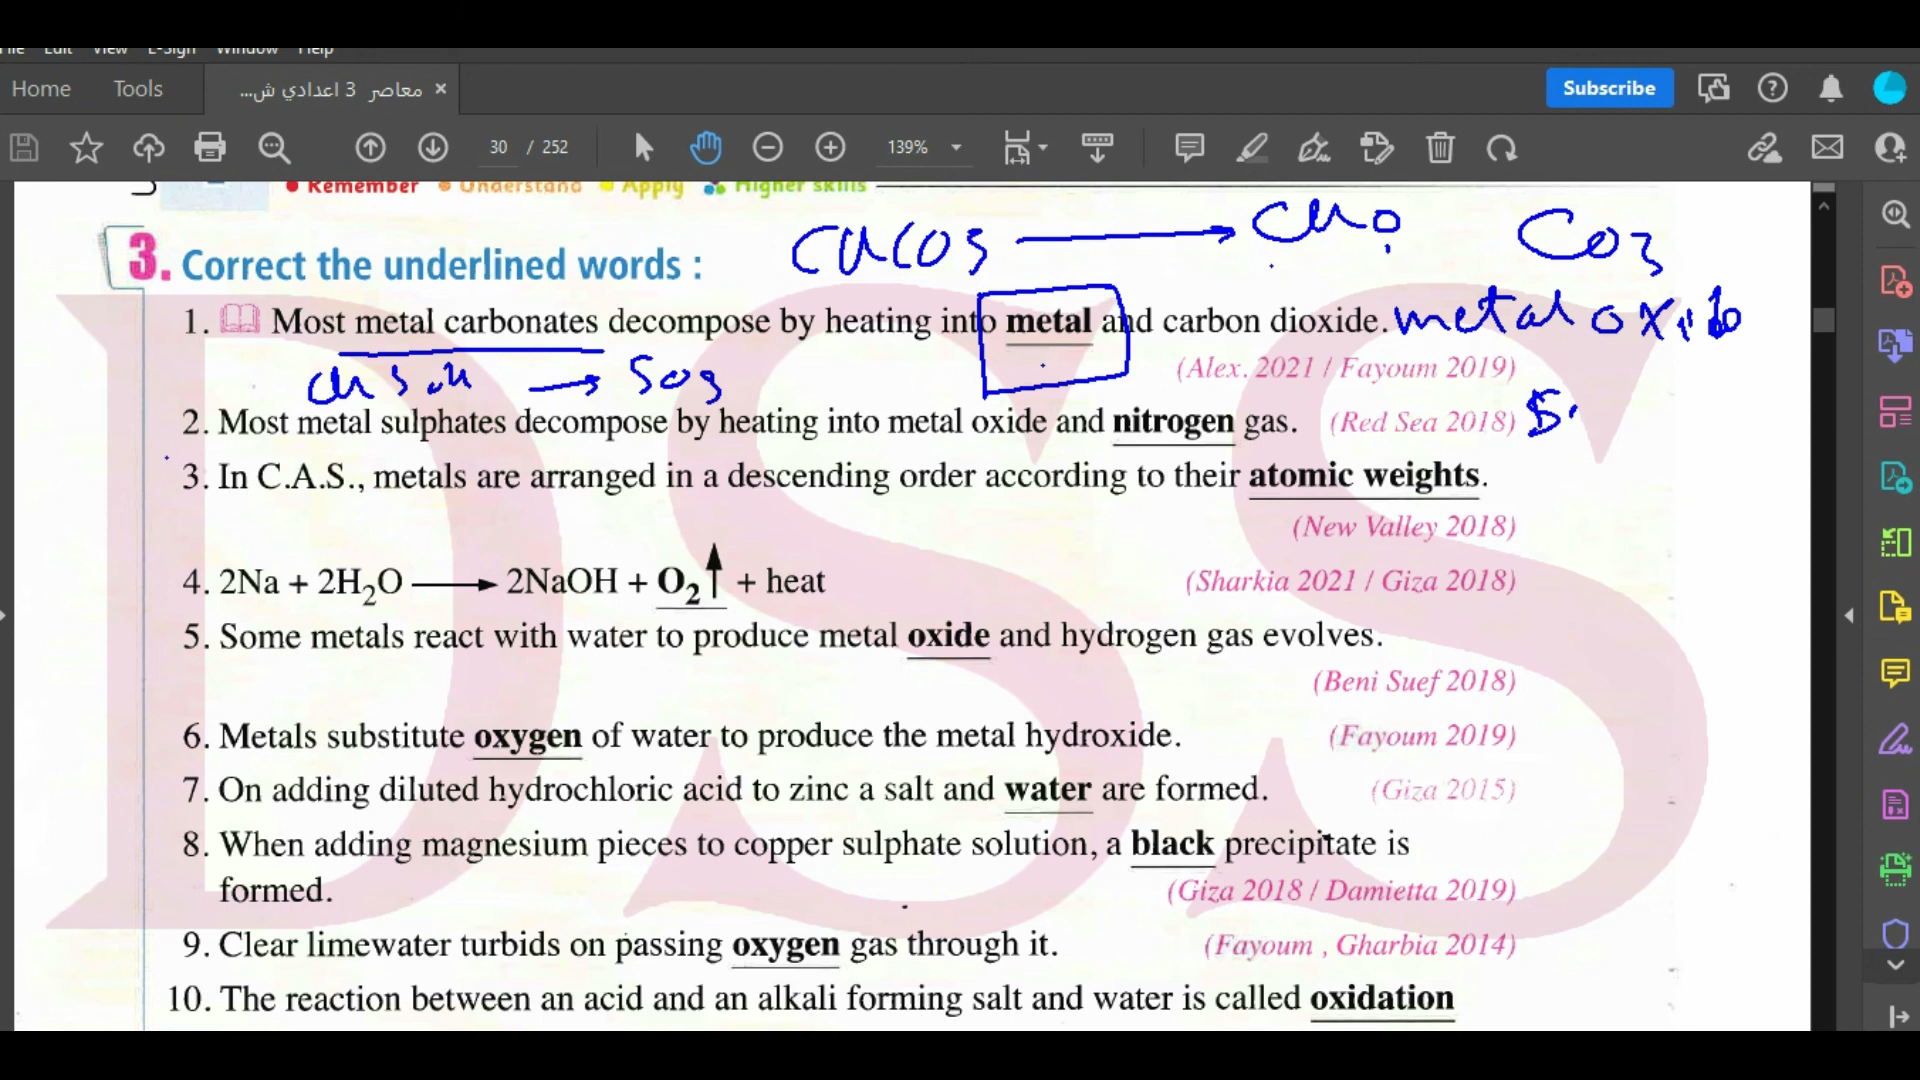 File Edit View E-Sign Window Help
Home Tools معاصر 3 اعدادي ش... × Subscribe
30 / 252 139%
Remember Understand Apply Higher skills
CuCO3 → CuO CO2
3. Correct the underlined words :
1. Most metal carbonates decompose by heating into metal and carbon dioxide. metal oxide
(Alex. 2021 / Fayoum 2019)
CuSO4 → SO3
2. Most metal sulphates decompose by heating into metal oxide and nitrogen gas. (Red Sea 2018) S
3. In C.A.S., metals are arranged in a descending order according to their atomic weights.
(New Valley 2018)
4. 2Na + 2H₂O → 2NaOH + O₂↑ + heat (Sharkia 2021 / Giza 2018)
5. Some metals react with water to produce metal oxide and hydrogen gas evolves.
(Beni Suef 2018)
6. Metals substitute oxygen of water to produce the metal hydroxide. (Fayoum 2019)
7. On adding diluted hydrochloric acid to zinc a salt and water are formed. (Giza 2015)
8. When adding magnesium pieces to copper sulphate solution, a black precipitate is
formed. (Giza 2018 / Damietta 2019)
9. Clear limewater turbids on passing oxygen gas through it. (Fayoum , Gharbia 2014)
10. The reaction between an acid and an alkali forming salt and water is called oxidation
DSS